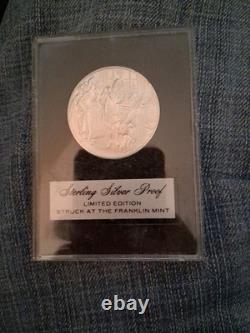 Sterling Silver Proof
LIMITED EDITION
STRUCK AT THE FRANKLIN MINT